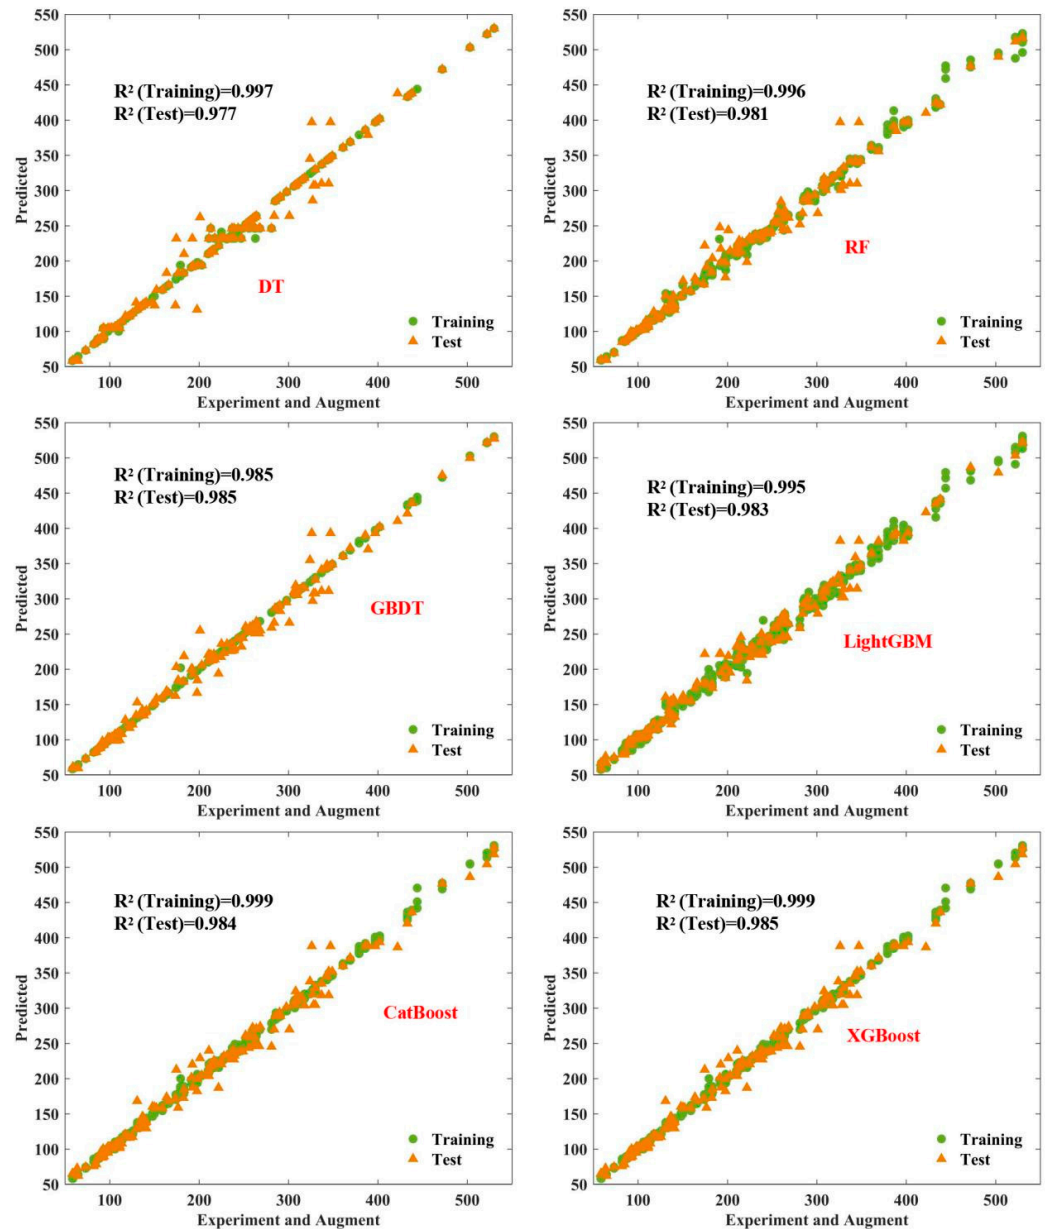 550
500
450
400
350
300
250
200
150
100
50
Predicted
R² (Training)=0.997
R² (Test)=0.977
DT
Training
Test
100 200 300 400 500
Experiment and Augment
550
500
450
400
350
300
250
200
150
100
50
Predicted
R² (Training)=0.996
R² (Test)=0.981
RF
Training
Test
100 200 300 400 500
Experiment and Augment
550
500
450
400
350
300
250
200
150
100
50
Predicted
R² (Training)=0.985
R² (Test)=0.985
GBDT
Training
Test
100 200 300 400 500
Experiment and Augment
550
500
450
400
350
300
250
200
150
100
50
Predicted
R² (Training)=0.995
R² (Test)=0.983
LightGBM
Training
Test
100 200 300 400 500
Experiment and Augment
550
500
450
400
350
300
250
200
150
100
50
Predicted
R² (Training)=0.999
R² (Test)=0.984
CatBoost
Training
Test
100 200 300 400 500
Experiment and Augment
550
500
450
400
350
300
250
200
150
100
50
Predicted
R² (Training)=0.999
R² (Test)=0.985
XGBoost
Training
Test
100 200 300 400 500
Experiment and Augment